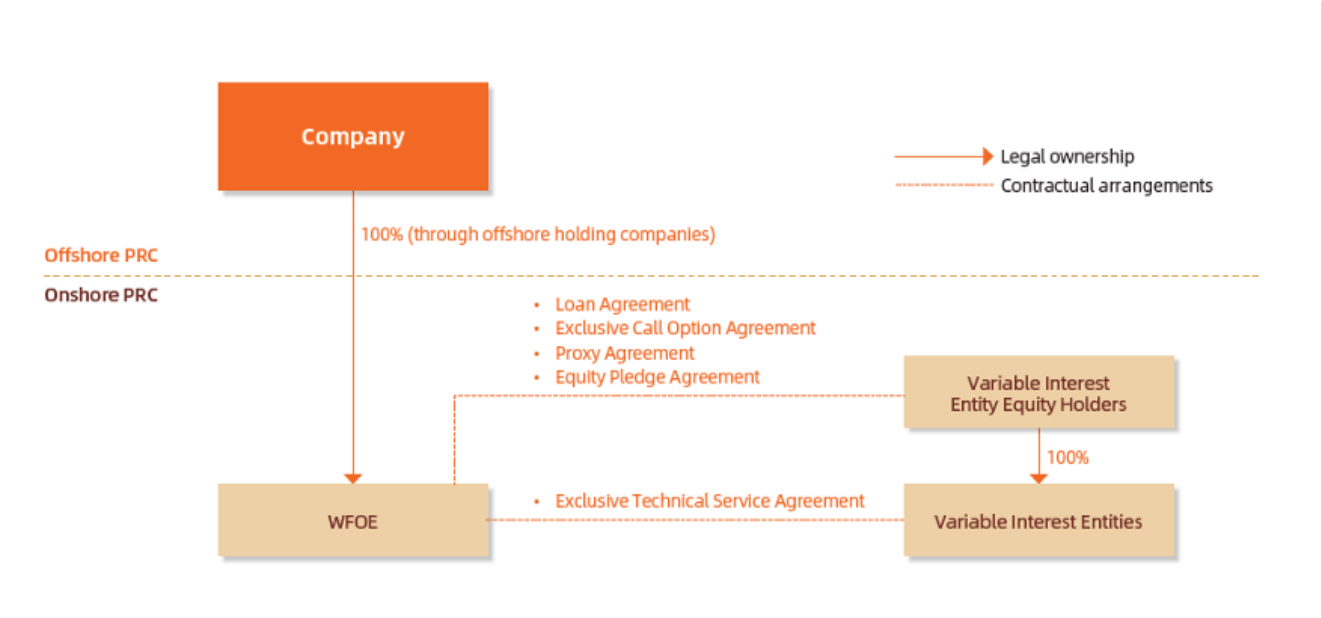 Company
Legal ownership
Contractual arrangements
100% (through offshore holding companies)
Offshore PRC
Onshore PRC
• Loan Agreement
• Exclusive Call Option Agreement
• Proxy Agreement
• Equity Pledge Agreement
Variable Interest
Entity Equity Holders
100%
• Exclusive Technical Service Agreement
WFOE
Variable Interest Entities